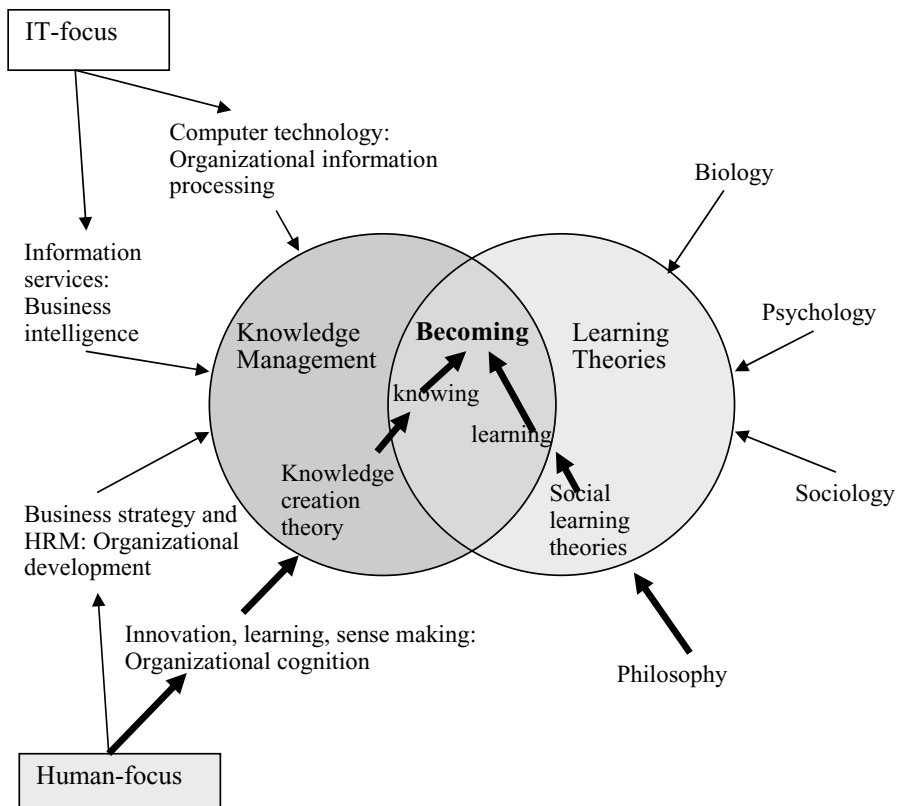 IT-focus
Computer technology:
Organizational information
processing
Biology
Information
services:
Business
intelligence
Psychology
Knowledge
Management
Becoming
Learning
Theories
knowing
learning
Knowledge
creation
theory
Social
learning
theories
Sociology
Business strategy and
HRM: Organizational
development
Innovation, learning, sense making:
Organizational cognition
Philosophy
Human-focus